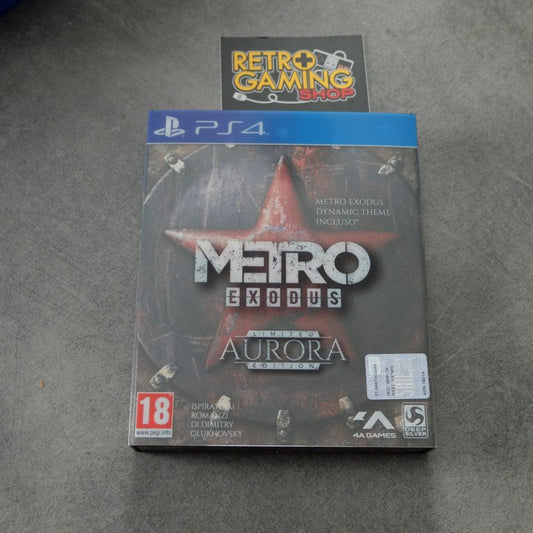 RETRO
GAMING
SHOP
PS4
METRO EXODUS
DYNAMIC THEME
INCLUSO*
METRO
EXODUS
LIMITED
AURORA
EDITION
18
www.pegi.info
ISPIRATO AI
ROMANZI
DI DIMITRY
GLUKHOVSKY
4A GAMES
DEEP
SILVER